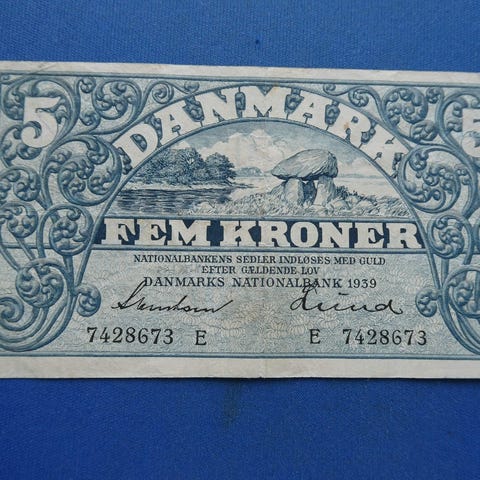 5 5
DANMARK
FEM KRONER
NATIONALBANKENS SEDLER INDLØSES MED GULD
EFTER GÆLDENDE LOV
DANMARKS NATIONALBANK 1939
7428673 E E 7428673